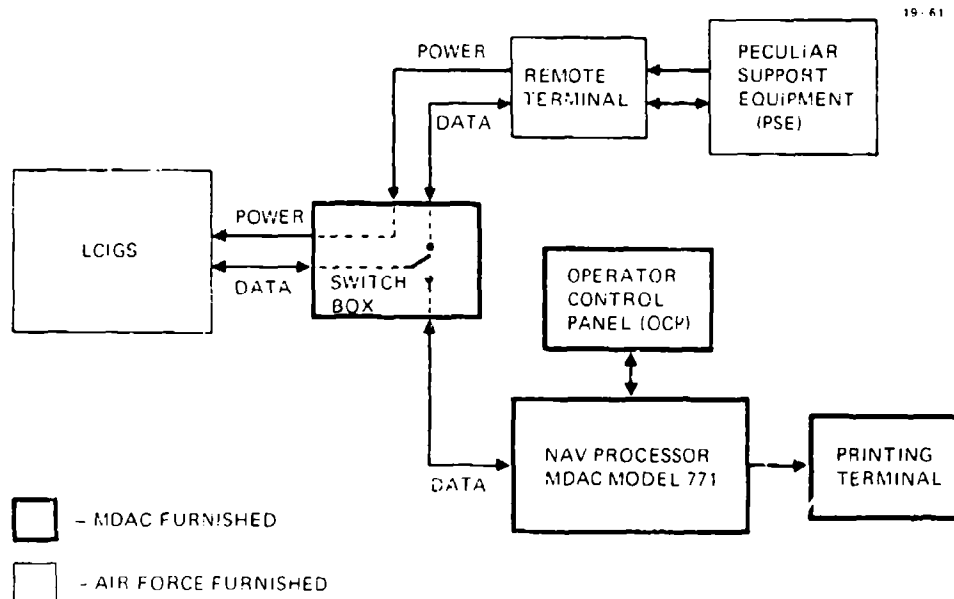 19-61
POWER
REMOTE
TERMINAL
PECULIAR
SUPPORT
EQUIPMENT
(PSE)
DATA
LCIGS
POWER
DATA
SWITCH
BOX
OPERATOR
CONTROL
PANEL (OCP)
NAV PROCESSOR
MDAC MODEL 771
DATA
PRINTING
TERMINAL
– MDAC FURNISHED
- AIR FORCE FURNISHED